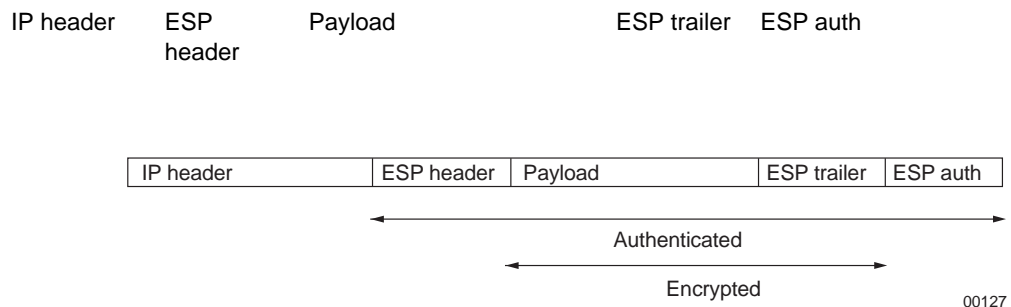 IP header ESP header Payload ESP trailer ESP auth
IP header ESP header Payload ESP trailer ESP auth
Authenticated
Encrypted
00127